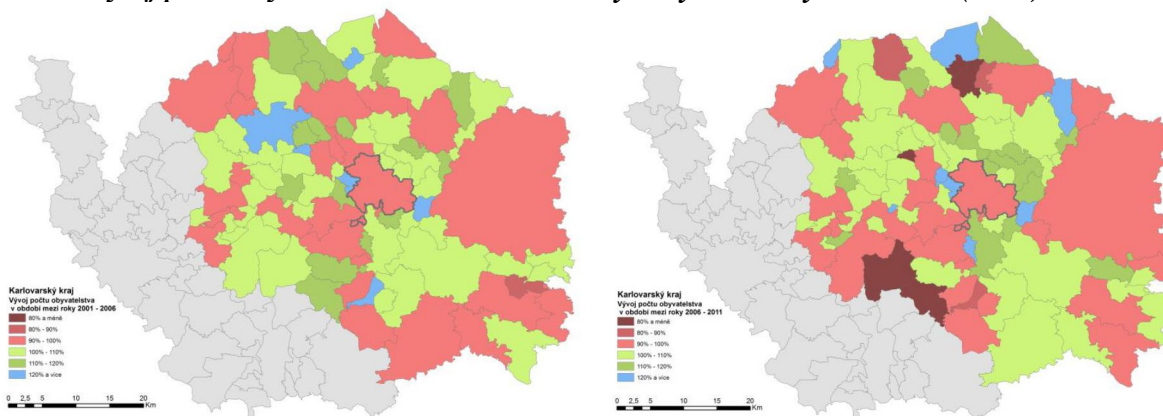 Karlovarský kraj
Vývoj počtu obyvatelstva
v období mezi roky 2001 - 2006
80% a méně
80% - 90%
90% - 100%
100% - 110%
110% - 120%
120% a více
0 2,5 5 10 15 20
Km
Karlovarský kraj
Vývoj počtu obyvatelstva
v období mezi roky 2006 - 2011
80% a méně
80% - 90%
90% - 100%
100% - 110%
110% - 120%
120% a více
0 2,5 5 10 15 20
Km